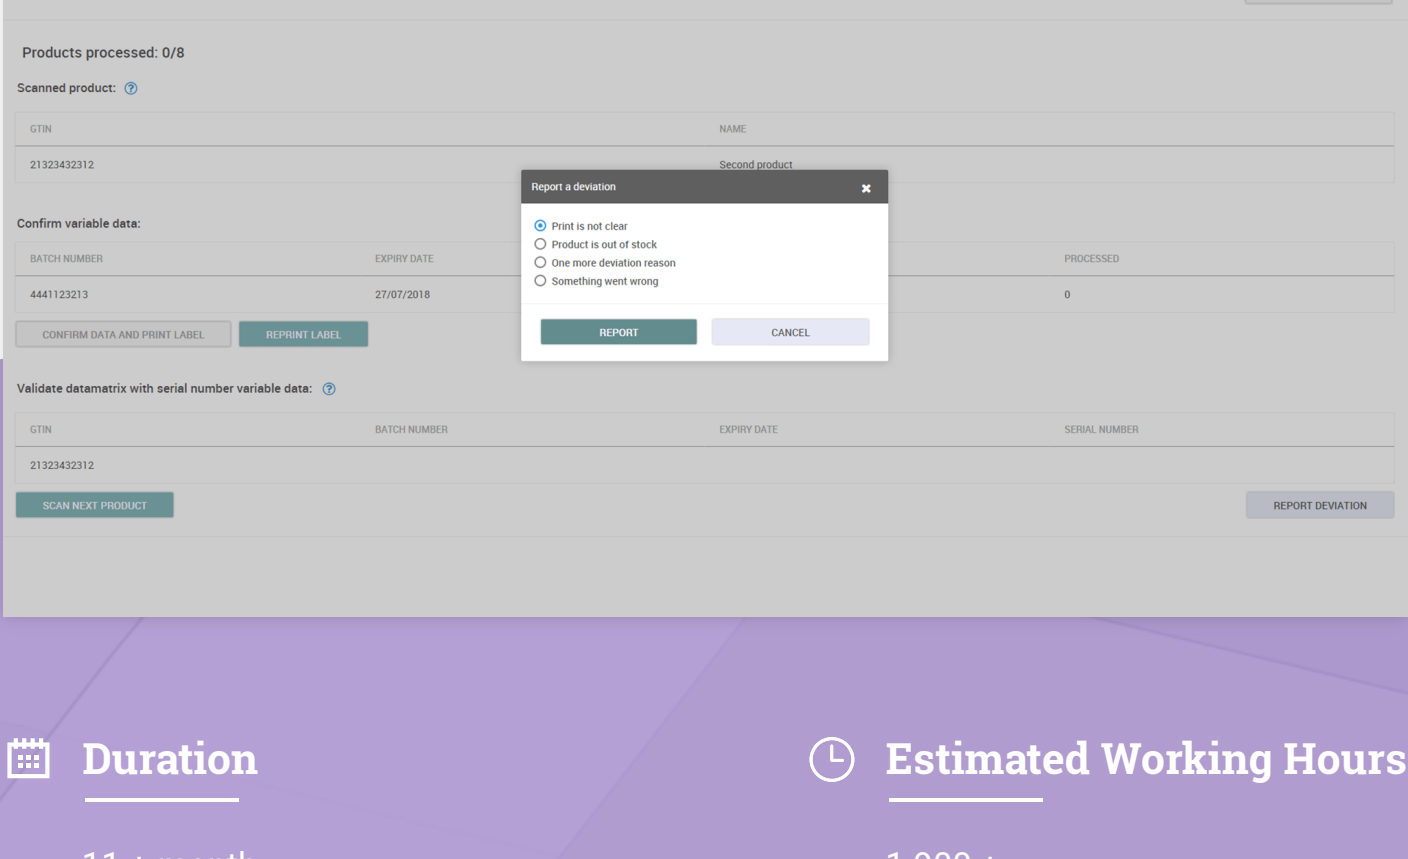 Products processed: 0/8
Scanned product:
GTIN NAME
21323432312 Second product
Report a deviation
Print is not clear
Product is out of stock
One more deviation reason
Something went wrong
REPORT CANCEL
Confirm variable data:
BATCH NUMBER EXPIRY DATE PROCESSED
4441123213 27/07/2018 0
CONFIRM DATA AND PRINT LABEL REPRINT LABEL
Validate datamatrix with serial number variable data:
GTIN BATCH NUMBER EXPIRY DATE SERIAL NUMBER
21323432312
SCAN NEXT PRODUCT REPORT DEVIATION
Duration
Estimated Working Hours